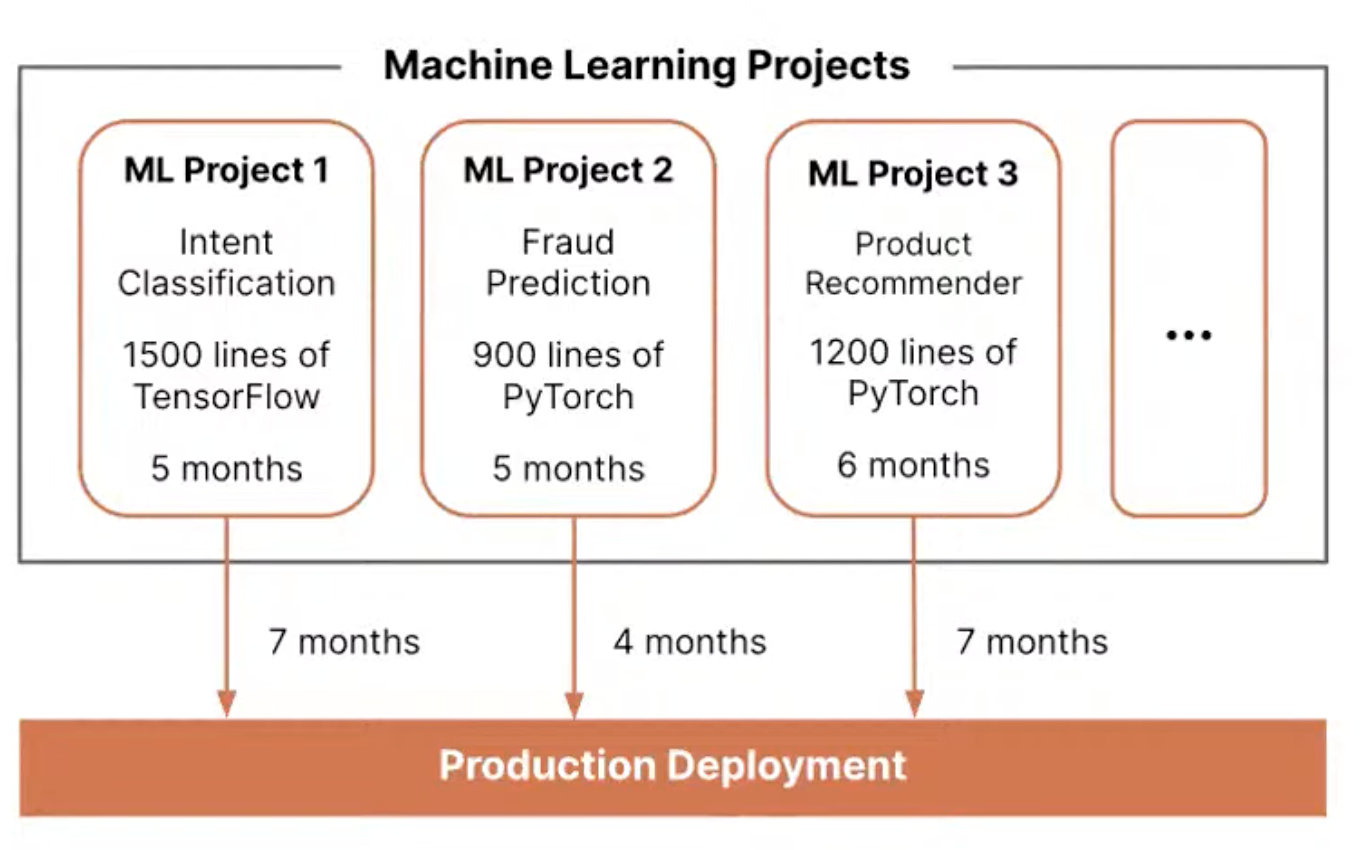 Machine Learning Projects
ML Project 1
Intent
Classification
1500 lines of
TensorFlow
5 months
ML Project 2
Fraud
Prediction
900 lines of
PyTorch
5 months
ML Project 3
Product
Recommender
1200 lines of
PyTorch
6 months
...
7 months
4 months
7 months
Production Deployment